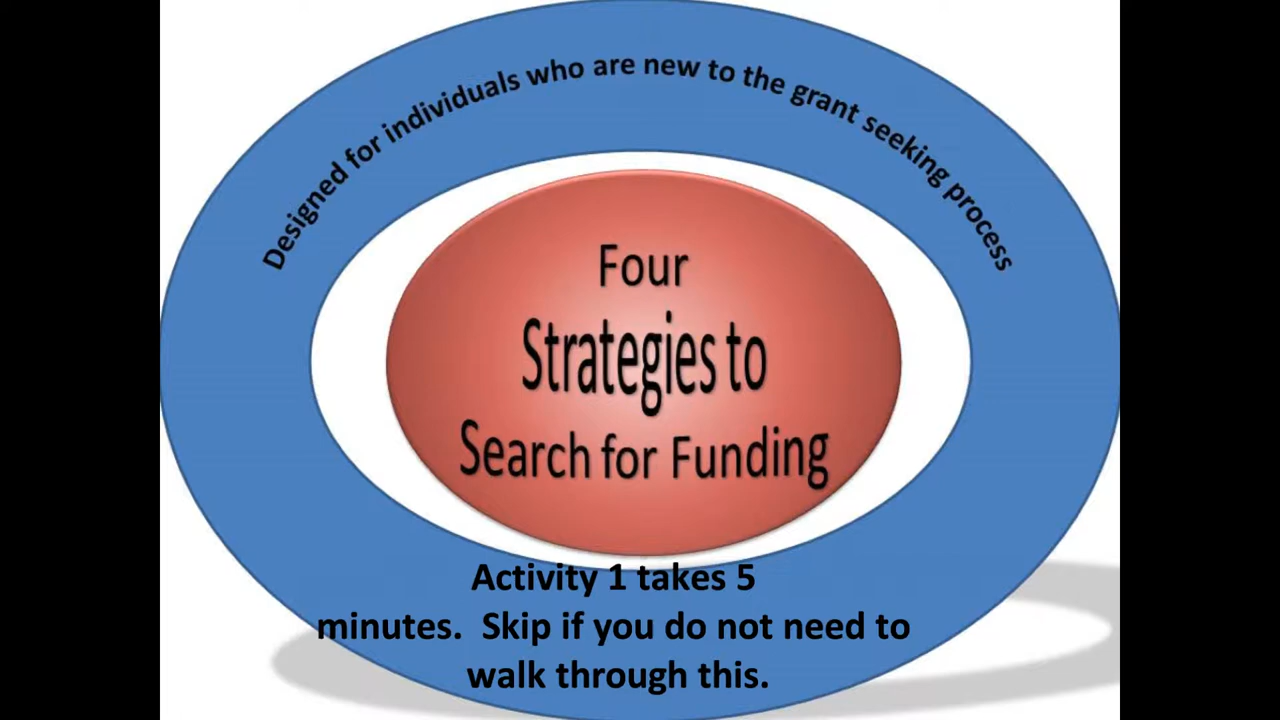 Designed for individuals who are new to the grant seeking process
Four
Strategies to
Search for Funding
Activity 1 takes 5
minutes.  Skip if you do not need to
walk through this.